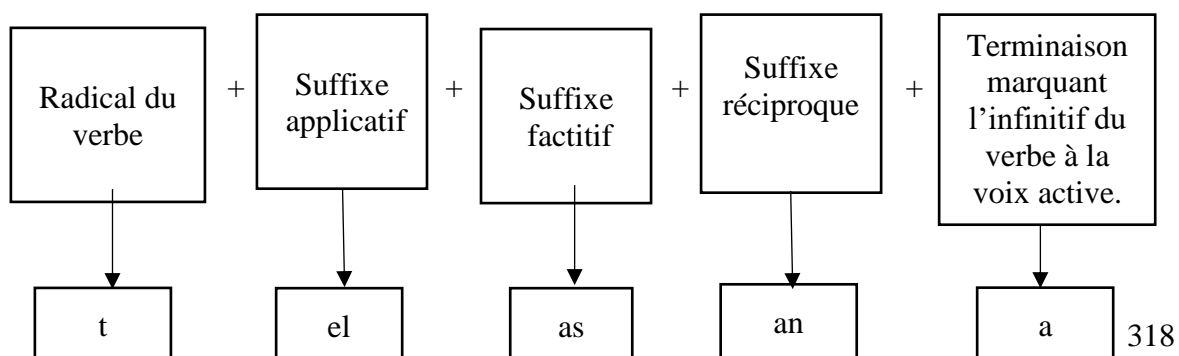 Radical du
verbe
+
Suffixe
applicatif
+
Suffixe
factitif
+
Suffixe
réciproque
+
Terminaison
marquant
l’infinitif du
verbe à la
voix active.
t
el
as
an
a
318